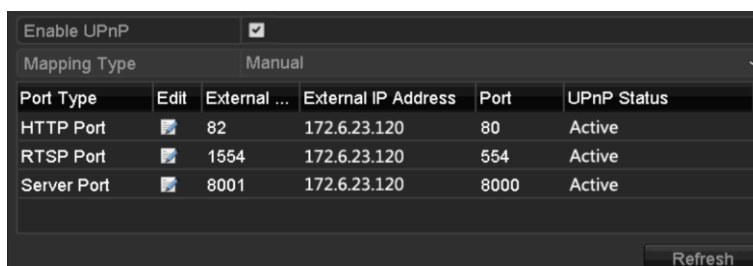 Enable UPnP
Mapping Type Manual
Port Type Edit External ... External IP Address Port UPnP Status
HTTP Port 82 172.6.23.120 80 Active
RTSP Port 1554 172.6.23.120 554 Active
Server Port 8001 172.6.23.120 8000 Active
Refresh